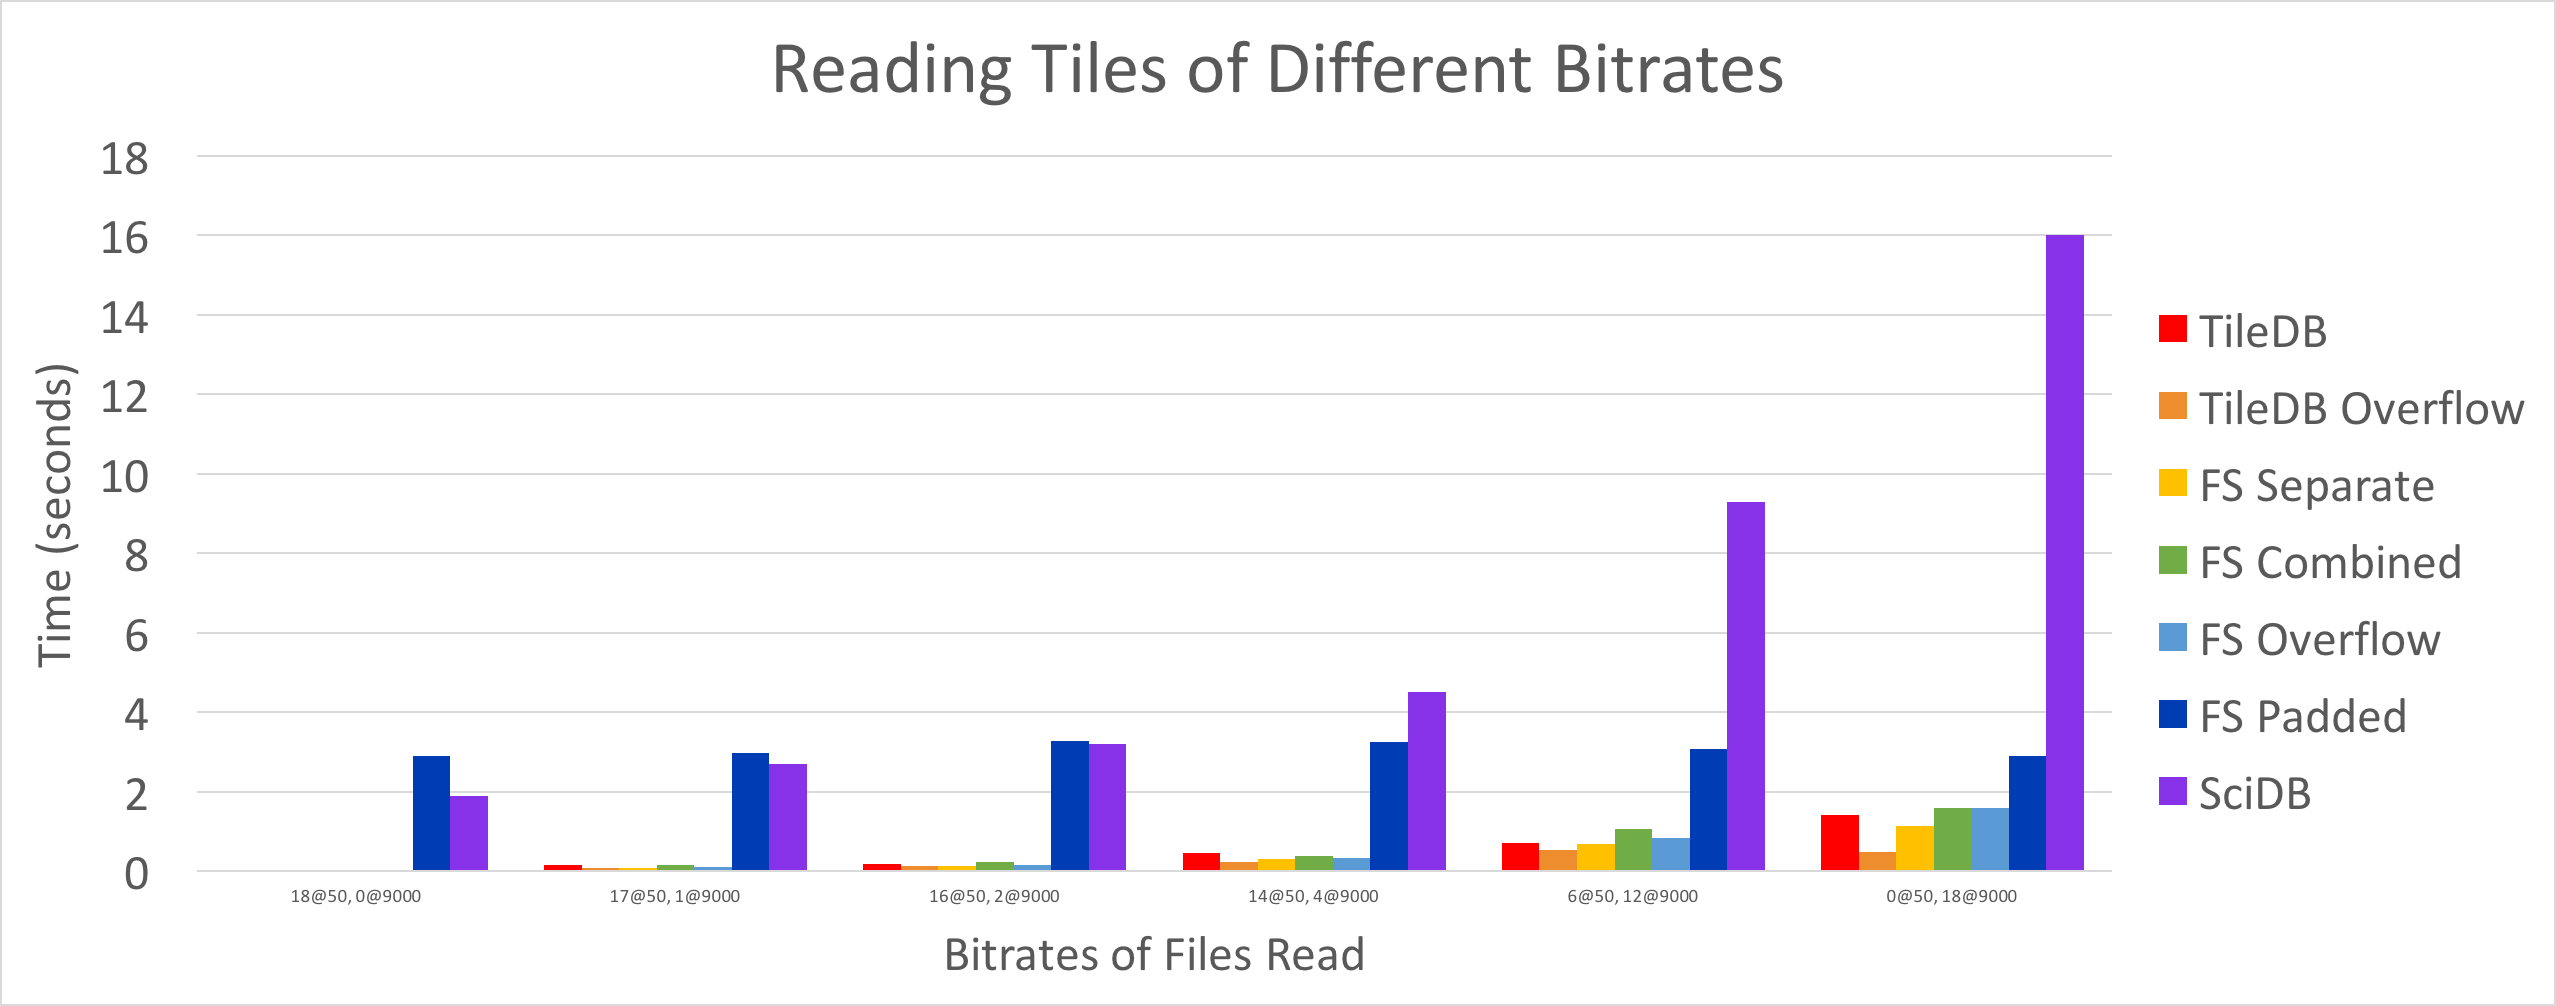 Reading Tiles of Different Bitrates
18
16
14
12
10
8
6
4
2
0
Time (seconds)
18@50, 0@9000
17@50, 1@9000
16@50, 2@9000
14@50, 4@9000
6@50, 12@9000
0@50, 18@9000
Bitrates of Files Read
TileDB
TileDB Overflow
FS Separate
FS Combined
FS Overflow
FS Padded
SciDB